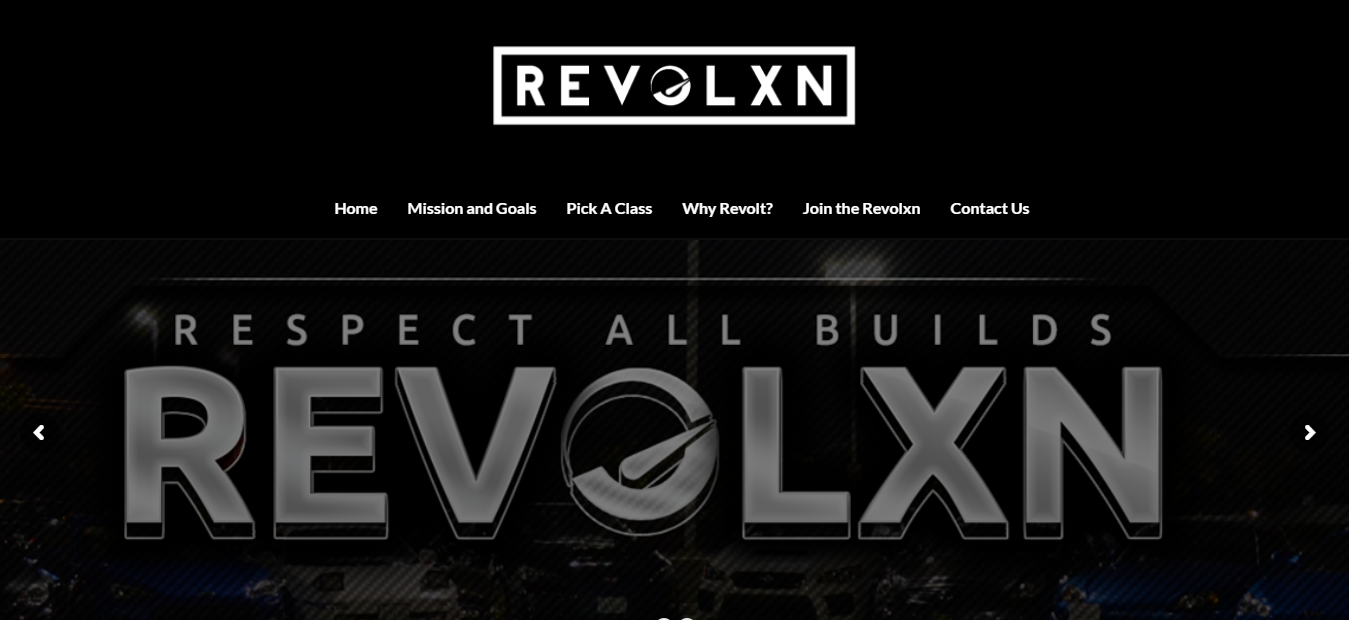 REVOLXN
Home Mission and Goals Pick A Class Why Revolt? Join the Revolxn Contact Us
RESPECT ALL BUILDS
REVOLXN